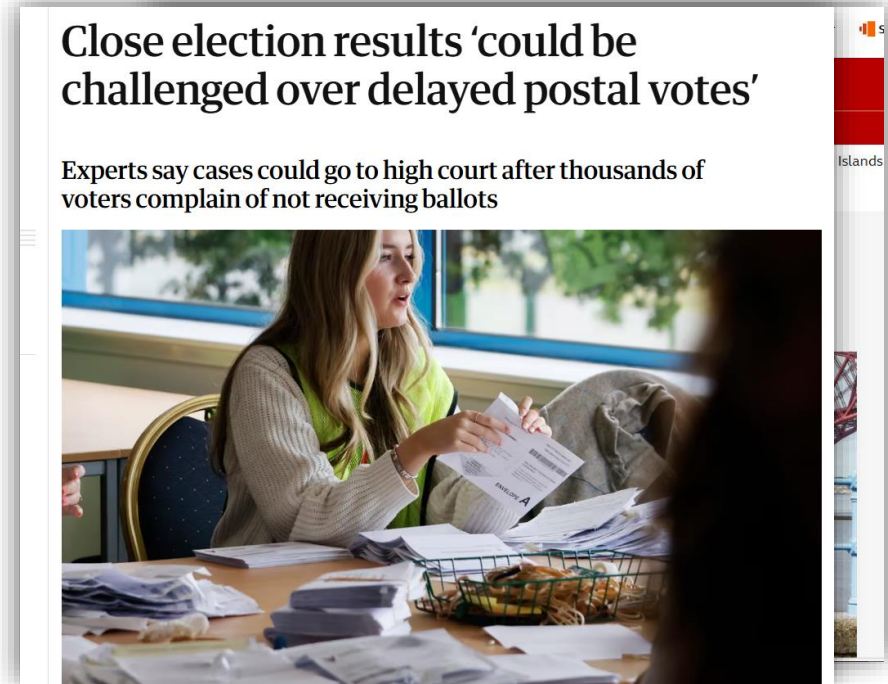 Close election results ‘could be
challenged over delayed postal votes’
Experts say cases could go to high court after thousands of
voters complain of not receiving ballots
Islands
ENVELOPE A